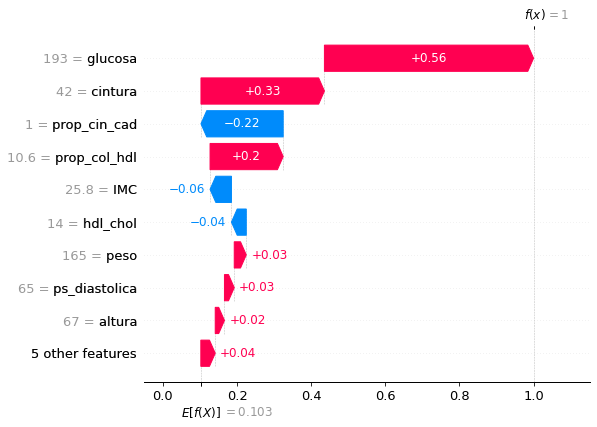 f(x) = 1
193 = glucosa
+0.56
42 = cintura
+0.33
1 = prop_cin_cad
−0.22
10.6 = prop_col_hdl
+0.2
25.8 = IMC
−0.06
14 = hdl_chol
−0.04
165 = peso
+0.03
65 = ps_diastolica
+0.03
67 = altura
+0.02
5 other features
+0.04
0.0 0.2 0.4 0.6 0.8 1.0
E[f(X)] = 0.103